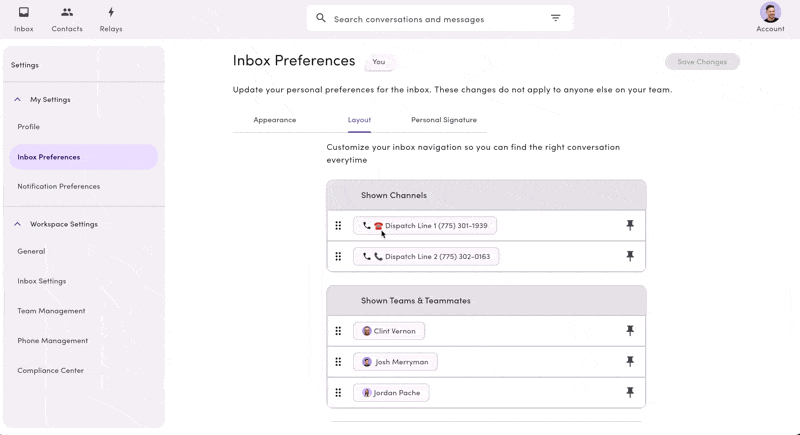 Search conversations and messages
Inbox
Contacts
Relays
Account
Settings
My Settings
Profile
Inbox Preferences
Notification Preferences
Workspace Settings
General
Inbox Settings
Team Management
Phone Management
Compliance Center
Inbox Preferences
You
Save Changes
Update your personal preferences for the inbox. These changes do not apply to anyone else on your team.
Appearance
Layout
Personal Signature
Customize your inbox navigation so you can find the right conversation
everytime
Shown Channels
☎️ Dispatch Line 1 (775) 301-1939
📞 Dispatch Line 2 (775) 302-0163
Shown Teams & Teammates
Clint Vernon
Josh Merryman
Jordan Pache